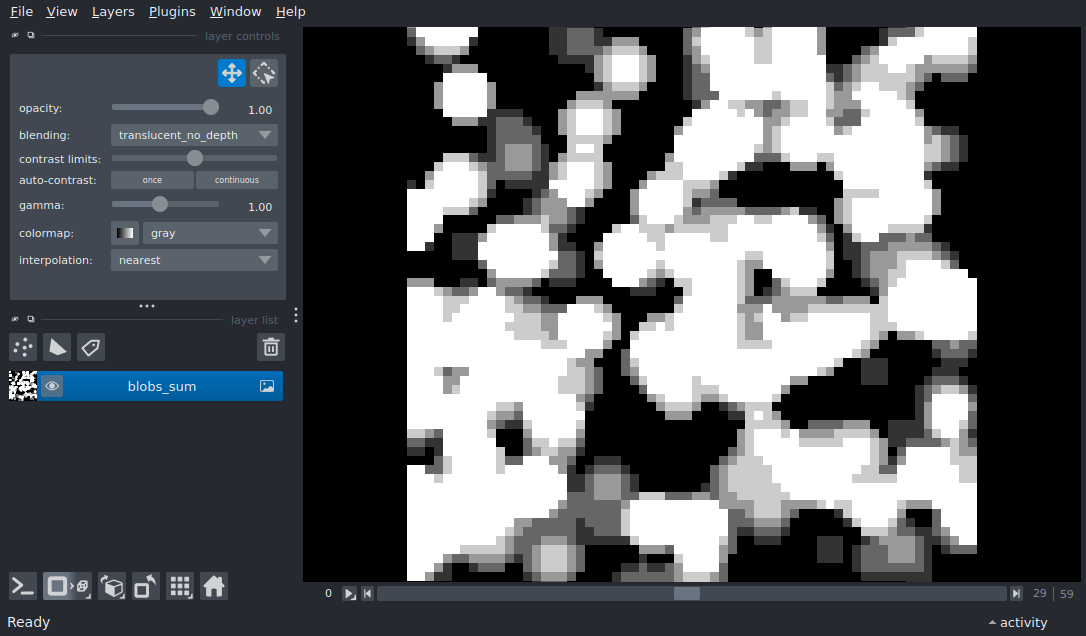 File View Layers Plugins Window Help
layer controls
opacity: 1.00
blending: translucent_no_depth
contrast limits:
auto-contrast: once continuous
gamma: 1.00
colormap: gray
interpolation: nearest
layer list
blobs_sum
0 29 59
Ready activity